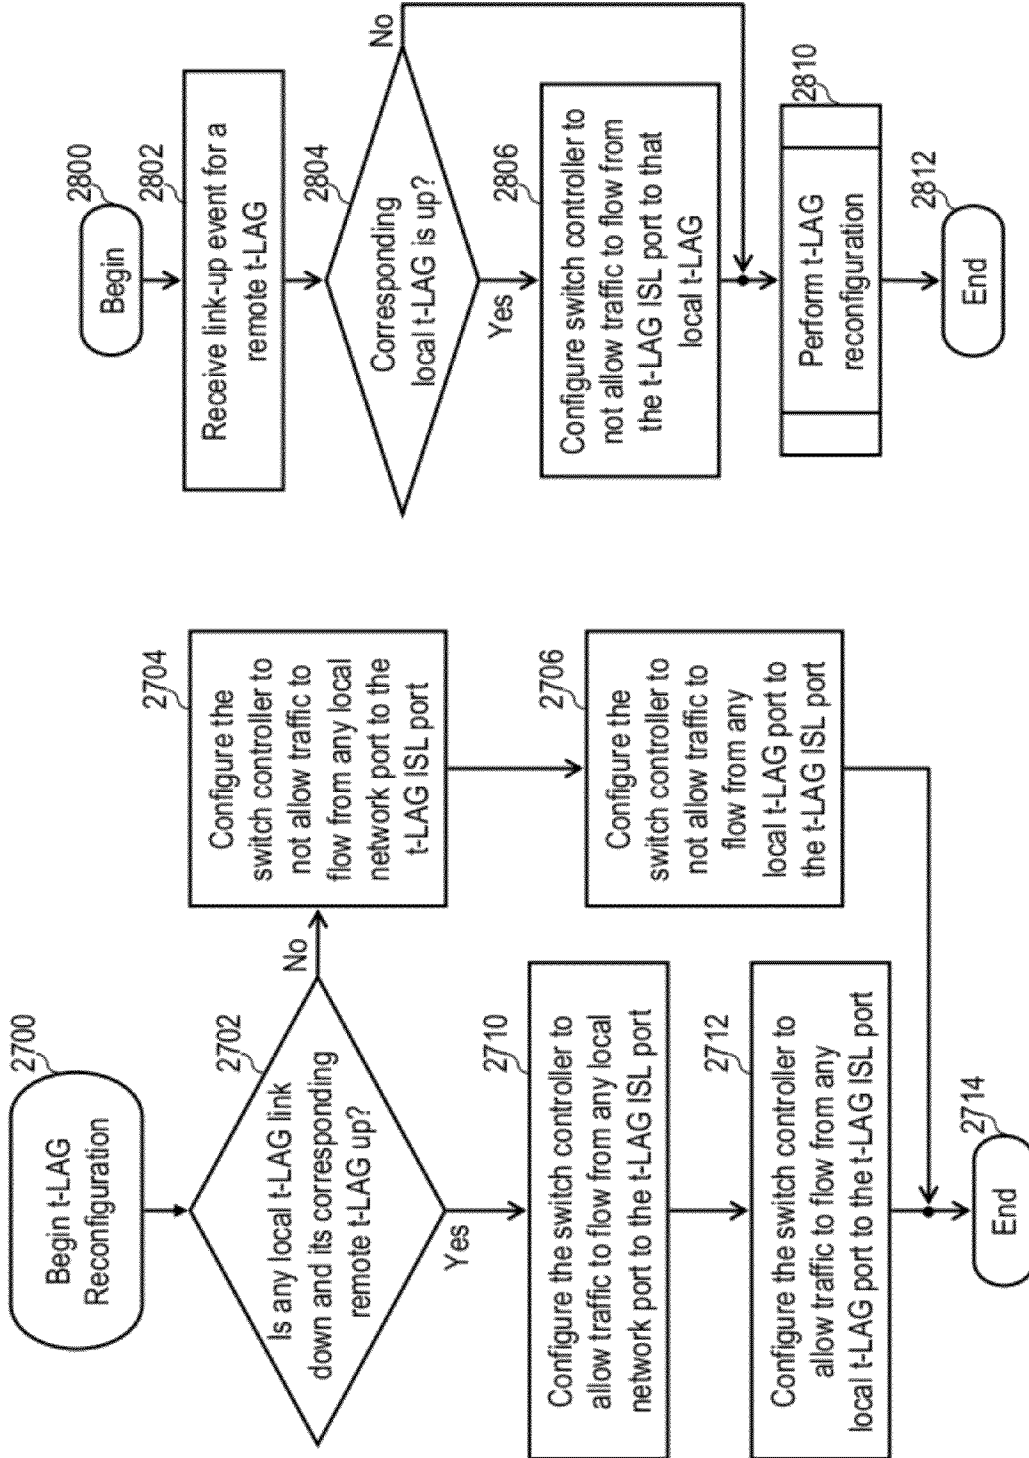 2700
Begin t-LAG
Reconfiguration
2702
Is any local t-LAG link
down and its corresponding
remote t-LAG up?
No
Yes
2704
Configure the
switch controller to
not allow traffic to
flow from any local
network port to the
t-LAG ISL port
2706
Configure the
switch controller to
not allow traffic to
flow from any
local t-LAG port to
the t-LAG ISL port
2710
Configure the switch controller to
allow traffic to flow from any local
network port to the t-LAG ISL port
2712
Configure the switch controller to
allow traffic to flow from any
local t-LAG port to the t-LAG ISL port
2714
End
2800
Begin
2802
Receive link-up event for a
remote t-LAG
2804
Corresponding
local t-LAG is up?
No
Yes
2806
Configure switch controller to
not allow traffic to flow from
the t-LAG ISL port to that
local t-LAG
2810
Perform t-LAG
reconfiguration
2812
End